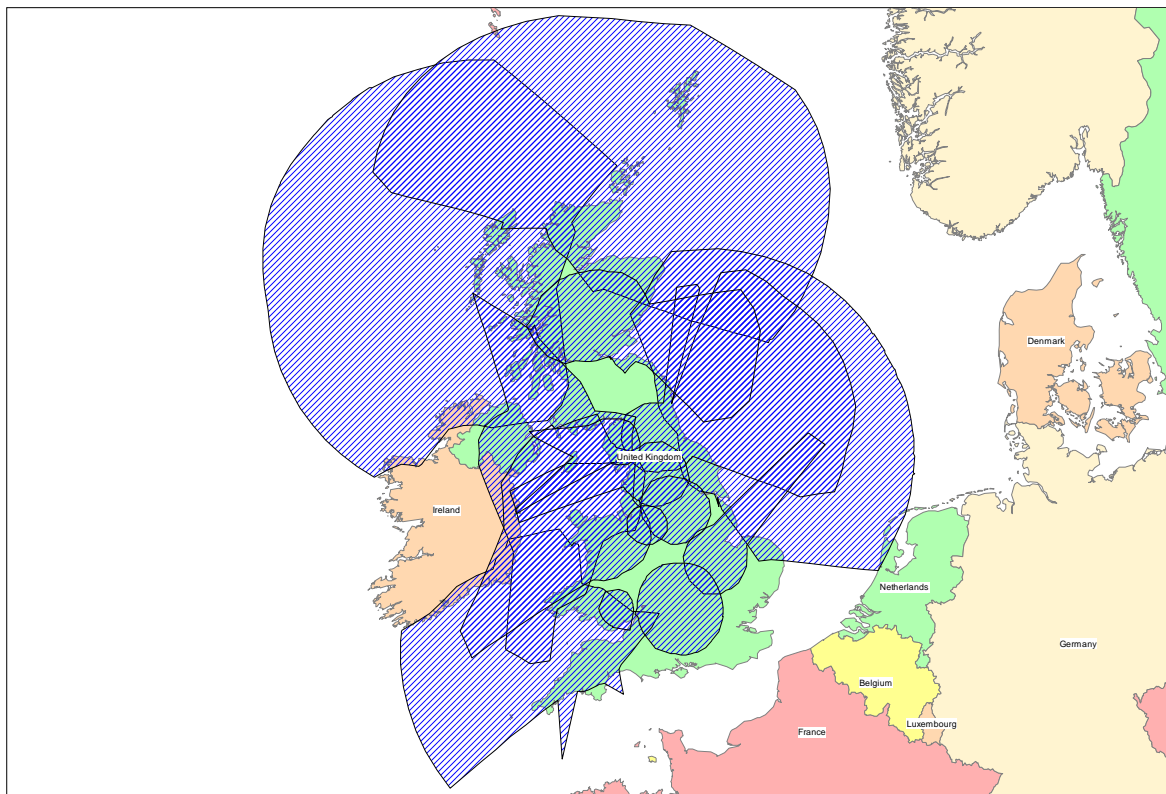 Denmark
United Kingdom
Ireland
Netherlands
Germany
Belgium
Luxembourg
France